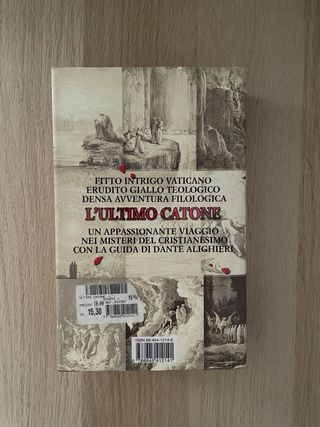 FITTO INTRIGO VATICANO
ERUDITO GIALLO TEOLOGICO
DENSA AVVENTURA FILOLOGICA
L'ULTIMO CATONE
UN APPASSIONANTE VIAGGIO
NEI MISTERI DEL CRISTIANESIMO
CON LA GUIDA DI DANTE ALIGHIERI
15,30